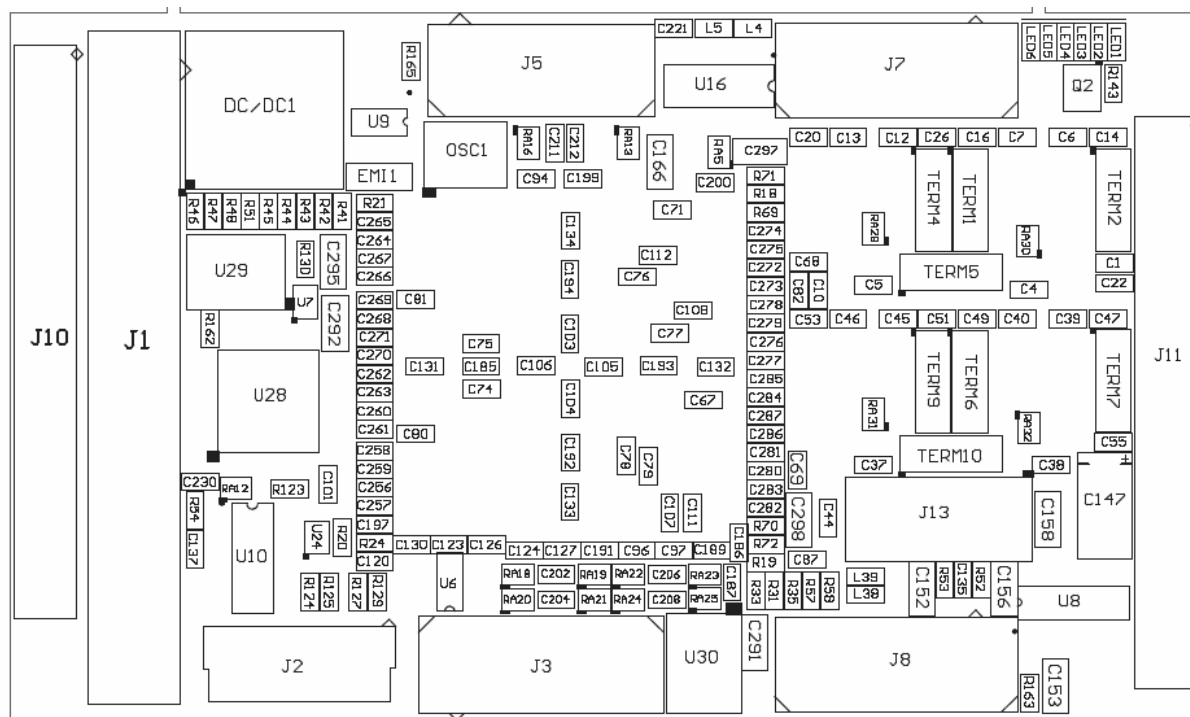 C221
L5
L4
LED6
LED5
LED4
LED3
LED2
LED1
R165
J5
J7
U16
Q2
R143
DC/DC1
U9
OSC1
RA16
C211
C212
RA13
C166
RA5
C297
C20
C13
C12
C26
C16
C7
C6
C14
EMI1
C94
C199
C200
R71
R46
R47
R48
R51
R45
R44
R43
R42
R41
R21
R18
C265
C71
R69
C264
C134
C274
RA28
TERM4
TERM1
RA30
TERM2
U29
R130
C295
C267
C112
C275
C68
C1
C266
C194
C76
C272
TERM5
C82
C10
C5
C4
C22
U7
C269
C81
C273
C292
C268
C108
C278
R162
C271
C103
C77
C279
C53
C46
C45
C51
C49
C40
C39
C47
J10
J1
C270
C75
C276
J11
C262
C131
C185
C106
C105
C193
C132
C277
U28
C263
C74
C285
TERM9
TERM6
TERM7
C260
C104
C67
C284
C261
C80
C287
RA31
RA32
C258
C286
C55
C259
C192
C78
C79
C281
C69
TERM10
C37
C38
C256
C280
C230
RA12
R123
C101
C257
C133
C107
C111
C283
C147
R54
C197
C282
C298
C44
J13
C158
U10
U24
R20
R70
C137
R24
C130
C123
C126
C124
C127
C191
C96
C97
C189
C186
R72
C120
R19
C87
U6
RA18
C202
RA19
RA22
C206
RA23
C187
R124
R125
R127
R129
RA20
C204
RA21
RA24
C208
RA25
R33
R31
R35
R57
R58
L39
L38
C152
R53
C135
R52
C156
U8
J2
J3
U30
C291
J8
R163
C153